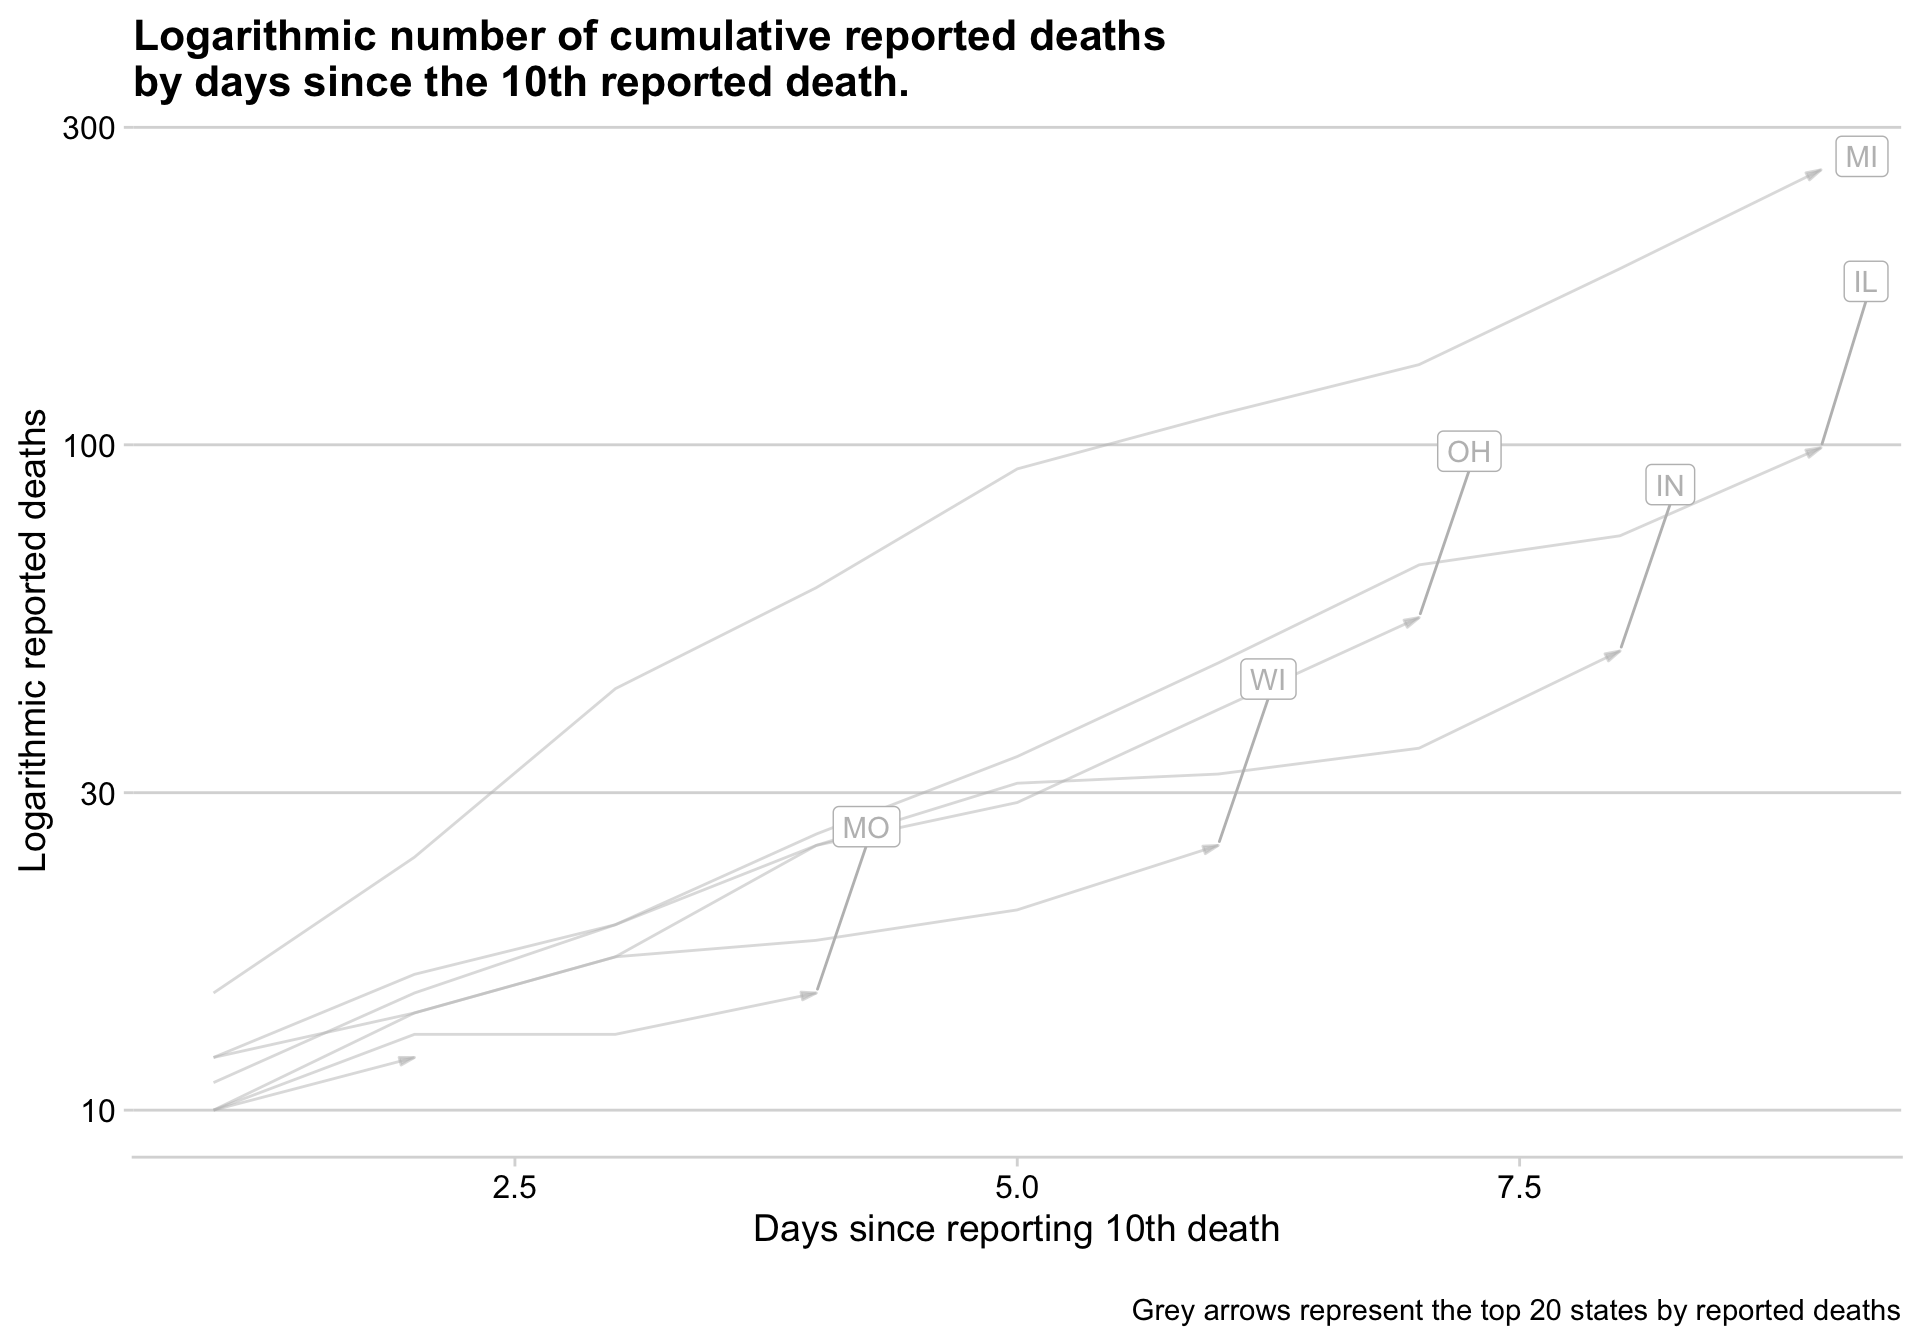 Logarithmic number of cumulative reported deaths
by days since the 10th reported death.
300
MI
IL
100
OH
IN
WI
30
MO
10
Logarithmic reported deaths
2.5 5.0 7.5
Days since reporting 10th death
Grey arrows represent the top 20 states by reported deaths